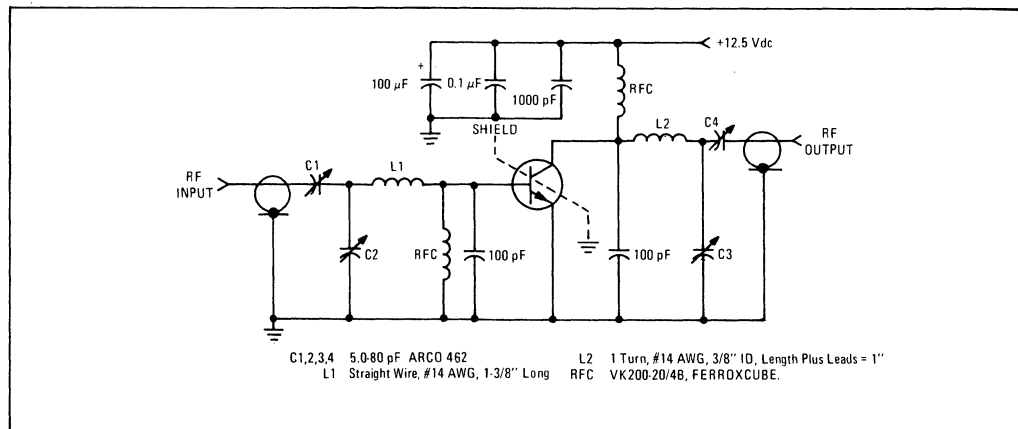 +12.5 Vdc
+
100 μF
0.1 μF
1000 pF
RFC
SHIELD
L2
C4
RF
OUTPUT
C1
L1
RF
INPUT
C2
RFC
100 pF
100 pF
C3
C1,2,3,4 5.0-80 pF ARCO 462
L1 Straight Wire, #14 AWG, 1-3/8" Long
L2 1 Turn, #14 AWG, 3/8" ID, Length Plus Leads = 1"
RFC VK200-20/4B, FERROXCUBE.